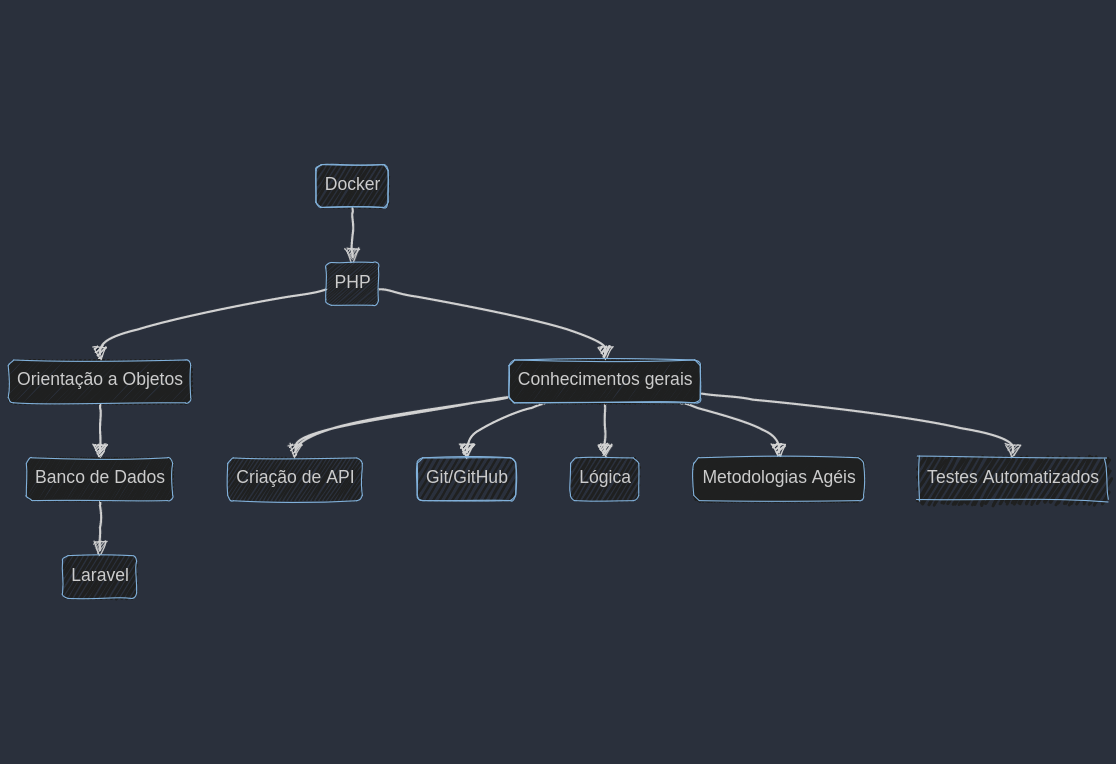 Docker
PHP
Orientação a Objetos
Conhecimentos gerais
Banco de Dados
Criação de API
Git/GitHub
Lógica
Metodologias Agéis
Testes Automatizados
Laravel